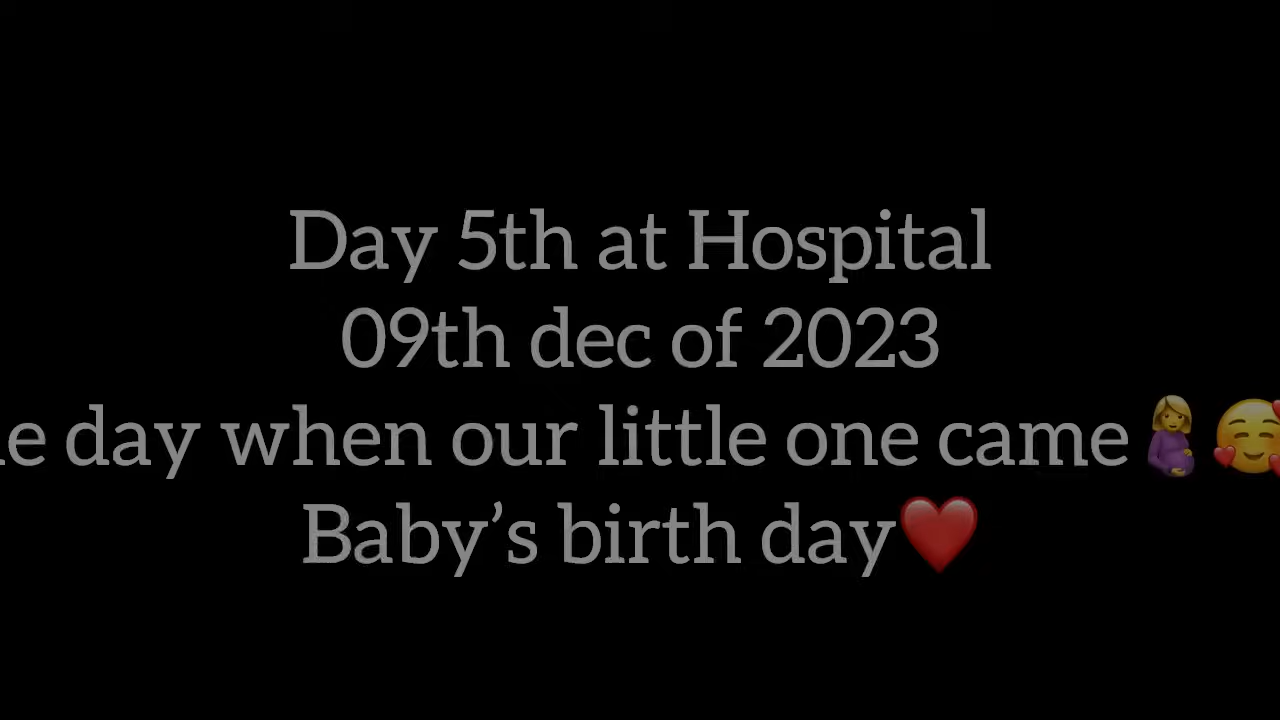 Day 5th at Hospital
09th dec of 2023
day when our little one came🤰🥰
Baby’s birth day❤️